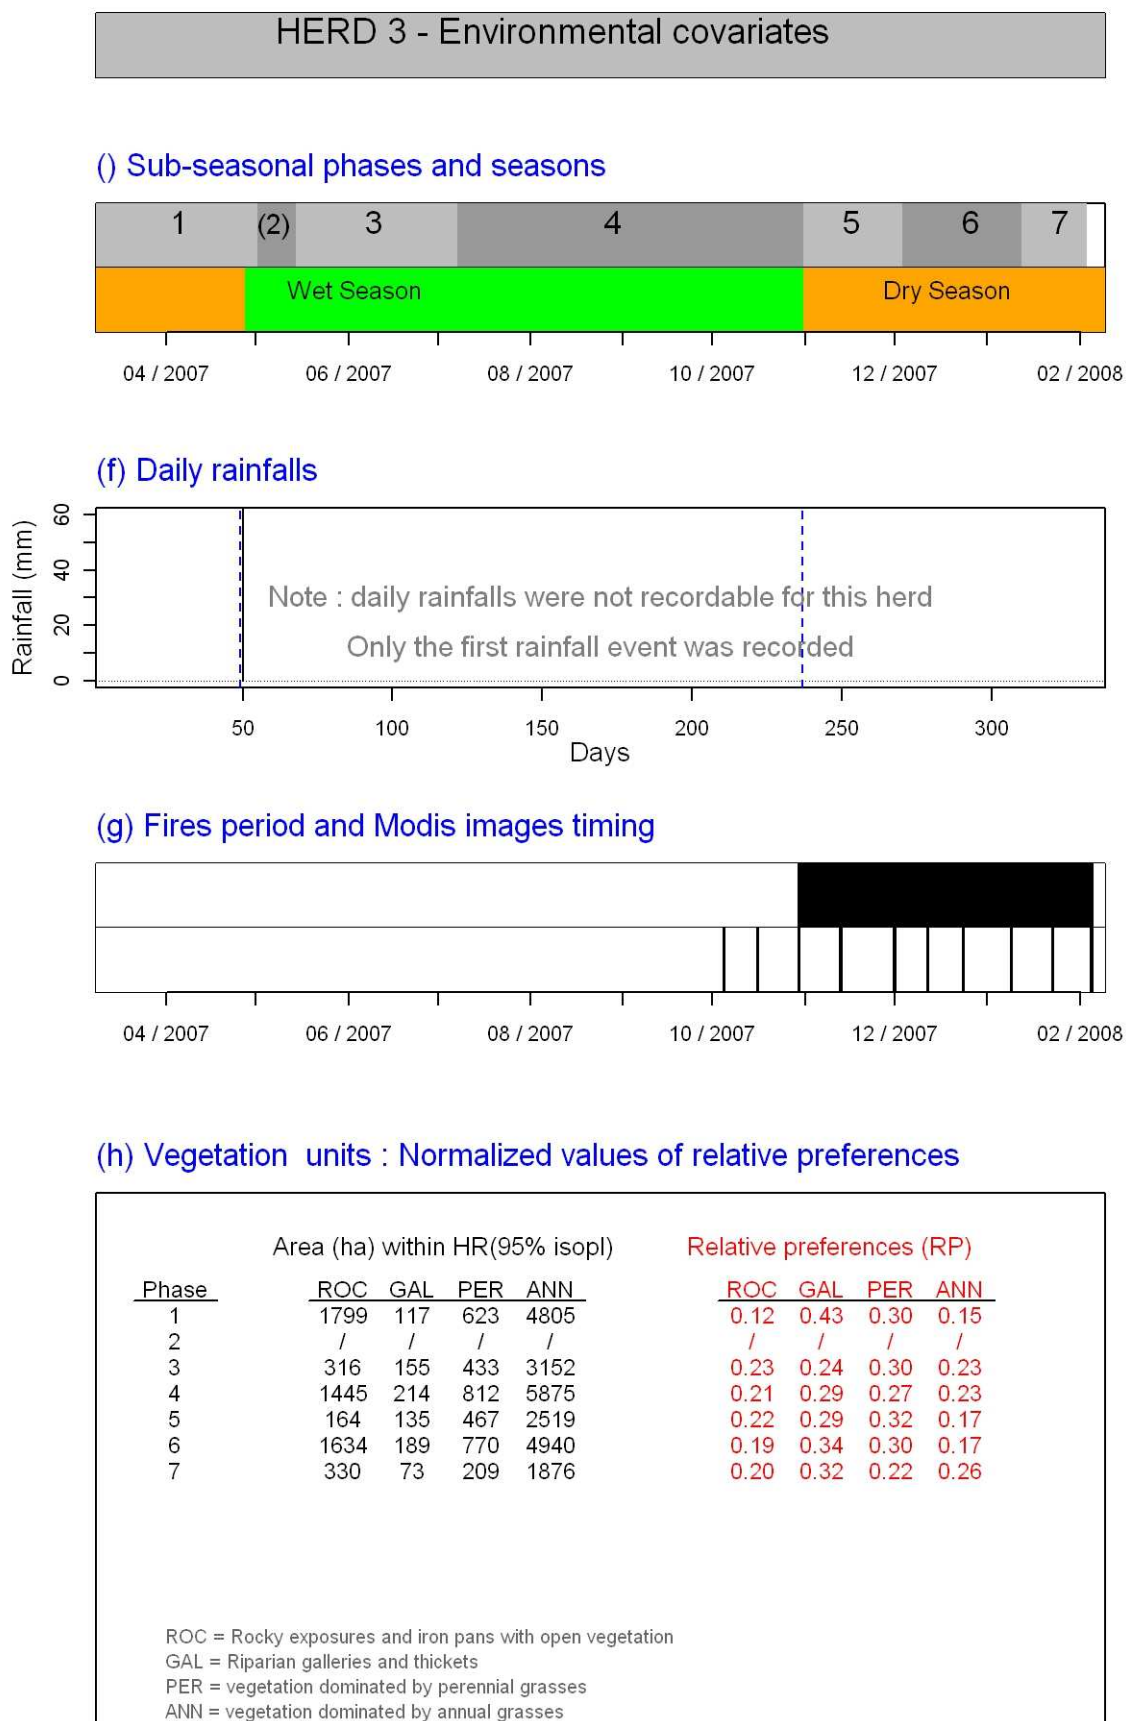 HERD 3 - Environmental covariates
() Sub-seasonal phases and seasons
1 (2) 3 4 5 6 7
Wet Season Dry Season
04 / 2007 06 / 2007 08 / 2007 10 / 2007 12 / 2007 02 / 2008
(f) Daily rainfalls
Rainfall (mm)
60
40
20
0
Note : daily rainfalls were not recordable for this herd
Only the first rainfall event was recorded
50 100 150 200 250 300
Days
(g) Fires period and Modis images timing
04 / 2007 06 / 2007 08 / 2007 10 / 2007 12 / 2007 02 / 2008
(h) Vegetation units : Normalized values of relative preferences
Area (ha) within HR(95% isopl) Relative preferences (RP)
Phase ROC GAL PER ANN ROC GAL PER ANN
1 1799 117 623 4805 0.12 0.43 0.30 0.15
2 / / / / / / / /
3 316 155 433 3152 0.23 0.24 0.30 0.23
4 1445 214 812 5875 0.21 0.29 0.27 0.23
5 164 135 467 2519 0.22 0.29 0.32 0.17
6 1634 189 770 4940 0.19 0.34 0.30 0.17
7 330 73 209 1876 0.20 0.32 0.22 0.26
ROC = Rocky exposures and iron pans with open vegetation
GAL = Riparian galleries and thickets
PER = vegetation dominated by perennial grasses
ANN = vegetation dominated by annual grasses